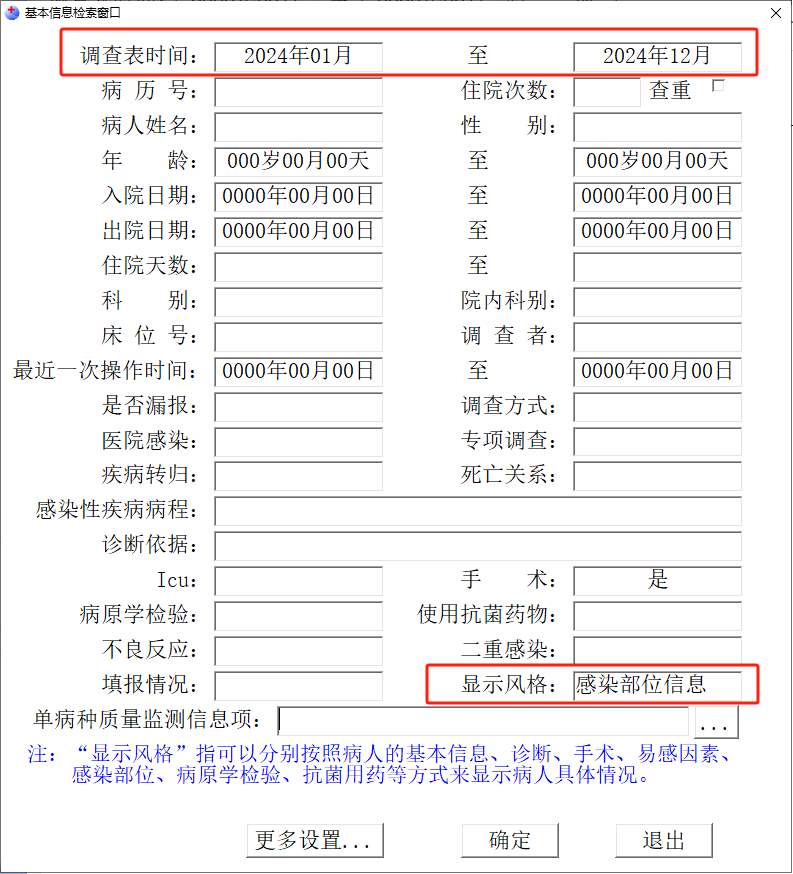 基本信息检索窗口
调查表时间： 2024年01月 至 2024年12月
病 历 号： 住院次数： 查重
病人姓名： 性 别：
年 龄： 000岁00月00天 至 000岁00月00天
入院日期： 0000年00月00日 至 0000年00月00日
出院日期： 0000年00月00日 至 0000年00月00日
住院天数： 至
科 别： 院内科别：
床 位 号： 调 查 者：
最近一次操作时间： 0000年00月00日 至 0000年00月00日
是否漏报： 调查方式：
医院感染： 专项调查：
疾病转归： 死亡关系：
感染性疾病病程：
诊断依据：
Icu： 手 术： 是
病原学检验： 使用抗菌药物：
不良反应： 二重感染：
填报情况： 显示风格： 感染部位信息
单病种质量监测信息项： ...
注：“显示风格”指可以分别按照病人的基本信息、诊断、手术、易感因素、
感染部位、病原学检验、抗菌用药等方式来显示病人具体情况。
更多设置... 确定 退出